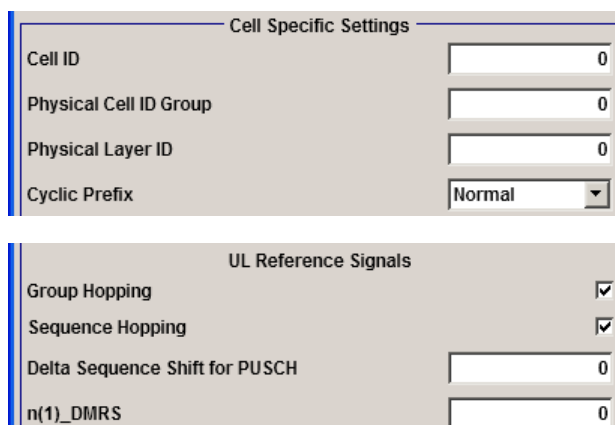 Cell Specific Settings
Cell ID 0
Physical Cell ID Group 0
Physical Layer ID 0
Cyclic Prefix Normal
UL Reference Signals
Group Hopping
Sequence Hopping
Delta Sequence Shift for PUSCH 0
n(1)_DMRS 0